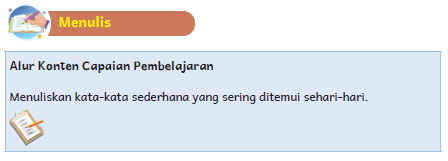 Menulis
Alur Konten Capaian Pembelajaran
Menuliskan kata-kata sederhana yang sering ditemui sehari-hari.